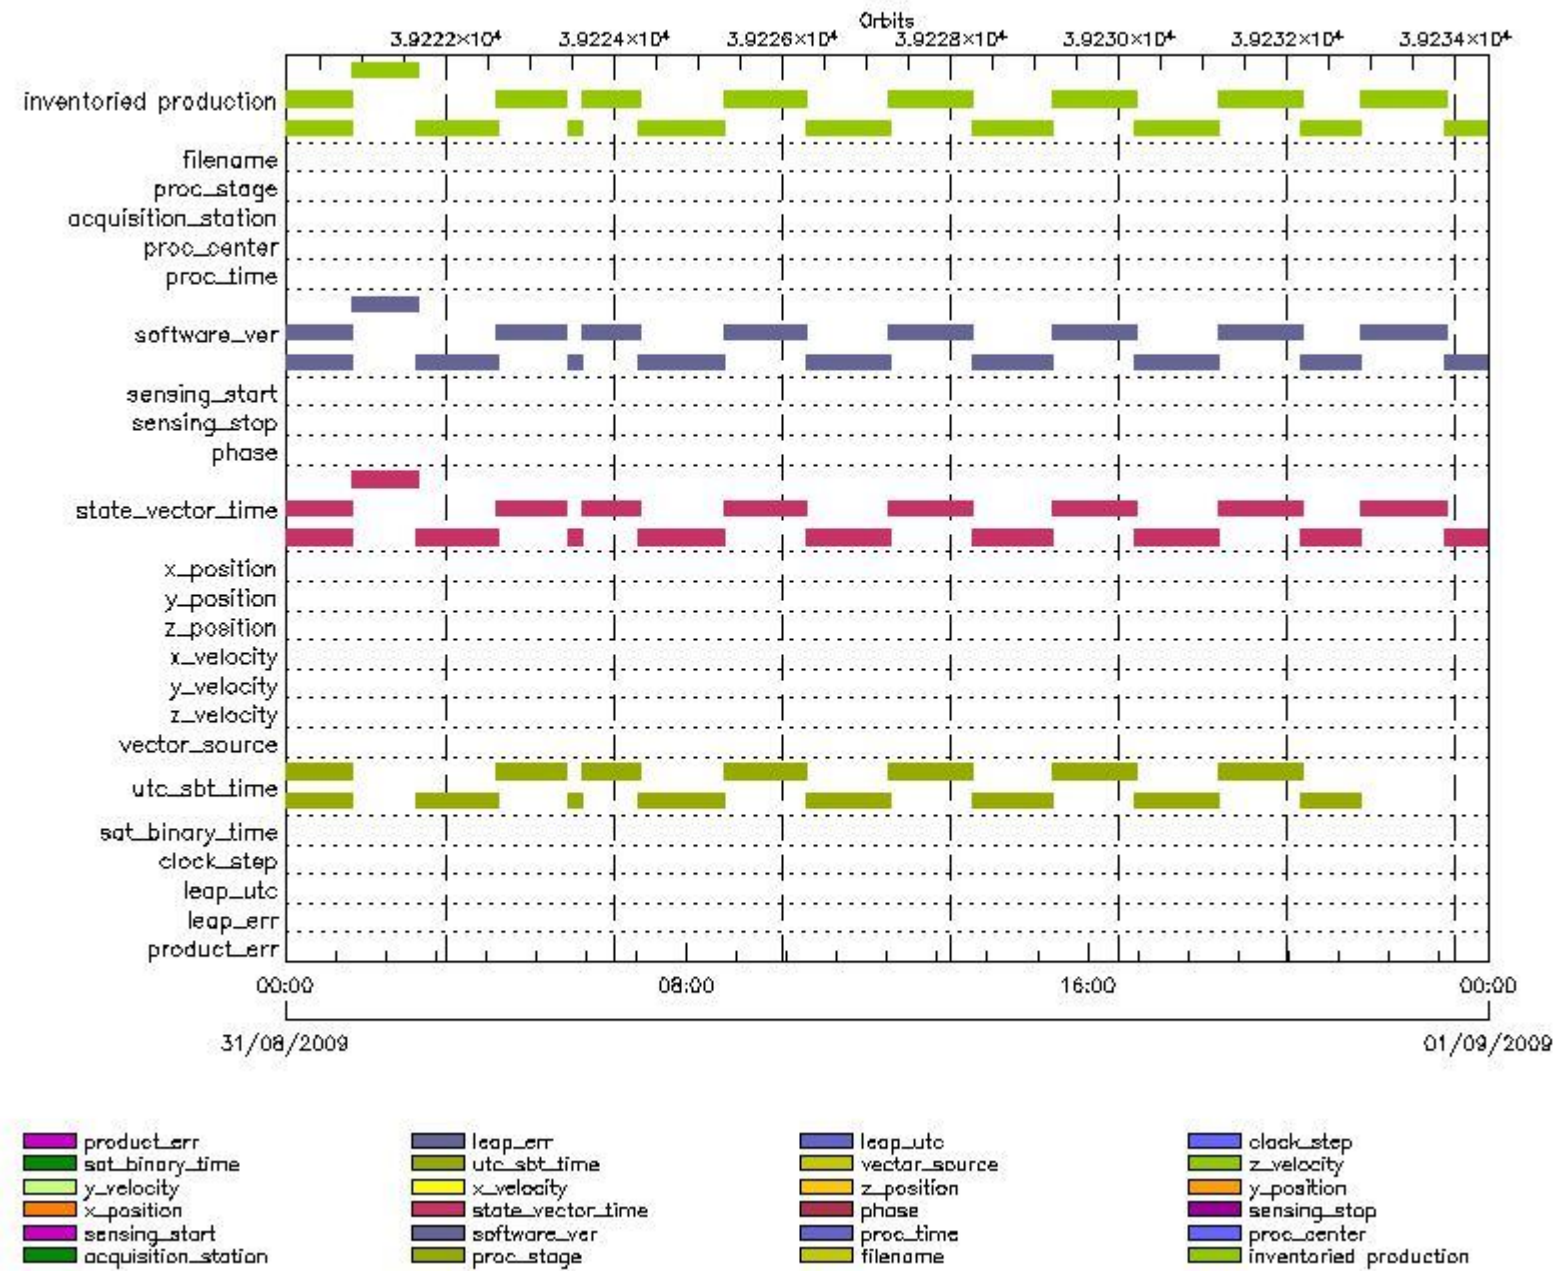 Orbits
3.9222×10⁴ 3.9224×10⁴ 3.9226×10⁴ 3.9228×10⁴ 3.9230×10⁴ 3.9232×10⁴ 3.9234×10⁴
inventoried production
filename
proc_stage
acquisition_station
proc_center
proc_time
software_ver
sensing_start
sensing_stop
phase
state_vector_time
x_position
y_position
z_position
x_velocity
y_velocity
z_velocity
vector_source
utc_sbt_time
sat_binary_time
clock_step
leap_utc
leap_err
product_err
00:00 08:00 16:00 00:00
31/08/2009 01/09/2009
product_err leap_err leap_utc clock_step
sat_binary_time utc_sbt_time vector_source z_velocity
y_velocity x_velocity z_position y_position
x_position state_vector_time phase sensing_stop
sensing_start software_ver proc_time proc_center
acquisition_station proc_stage filename inventoried production